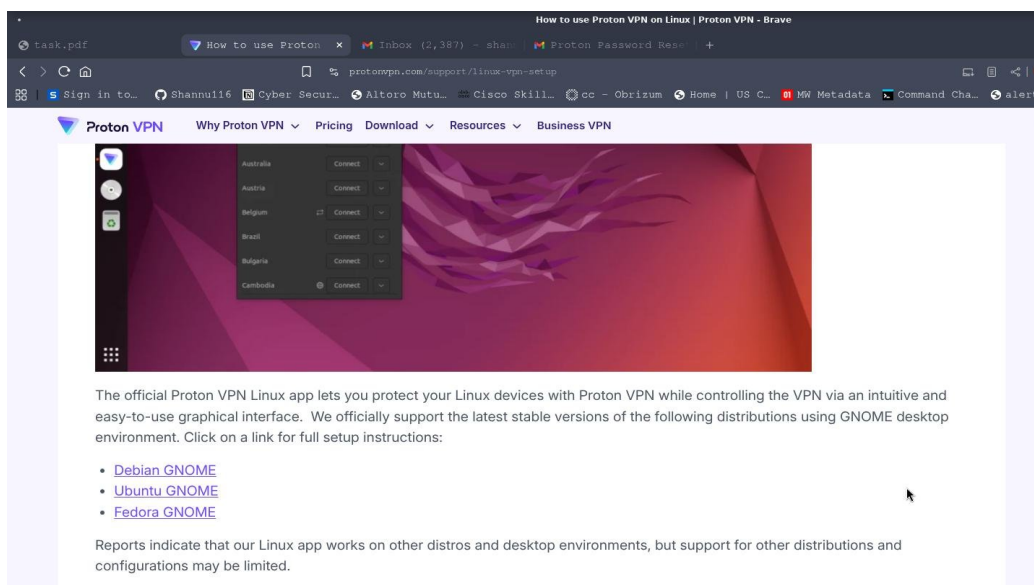 How to use Proton VPN on Linux | Proton VPN - Brave
task.pdf How to use Proton × Inbox (2,387) - shan Proton Password Rese +
protonvpn.com/support/linux-vpn-setup
Sign in to... Shannu116 Cyber Secur... Altoro Mutu... Cisco Skill... cc - Obrizum Home | US C... MW Metadata Command Cha... aler
Proton VPN Why Proton VPN Pricing Download Resources Business VPN
Australia Connect
Austria Connect
Belgium Connect
Brazil Connect
Bulgaria Connect
Cambodia Connect
The official Proton VPN Linux app lets you protect your Linux devices with Proton VPN while controlling the VPN via an intuitive and
easy-to-use graphical interface. We officially support the latest stable versions of the following distributions using GNOME desktop
environment. Click on a link for full setup instructions:
• Debian GNOME
• Ubuntu GNOME
• Fedora GNOME
Reports indicate that our Linux app works on other distros and desktop environments, but support for other distributions and
configurations may be limited.